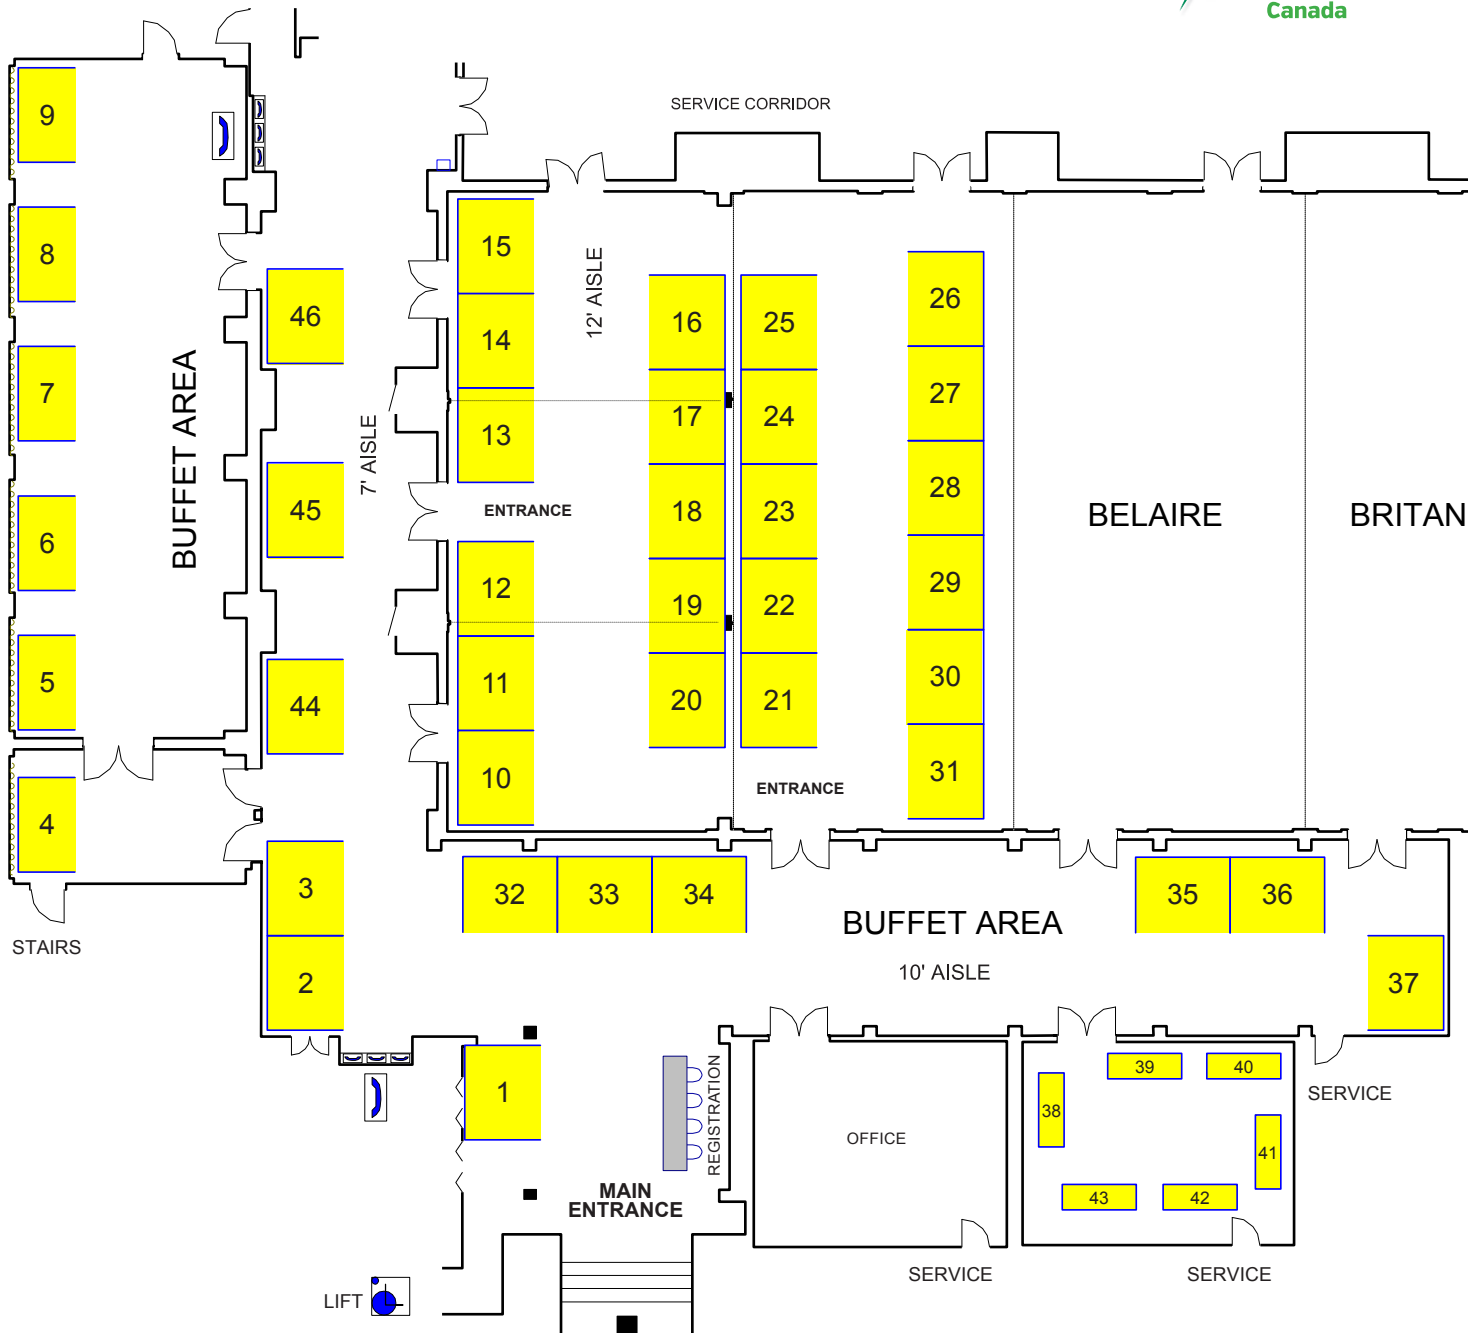 Canada
SERVICE CORRIDOR
9
8
7
6
5
4
BUFFET AREA
STAIRS
46
45
44
3
2
7' AISLE
15
14
13
ENTRANCE
12
11
10
12' AISLE
16
17
18
19
20
25
24
23
22
21
ENTRANCE
26
27
28
29
30
31
BELAIRE
BRITAN
32
33
34
BUFFET AREA
10' AISLE
35
36
37
1
REGISTRATION
MAIN
ENTRANCE
LIFT
OFFICE
SERVICE
38
39
40
41
42
43
SERVICE
SERVICE